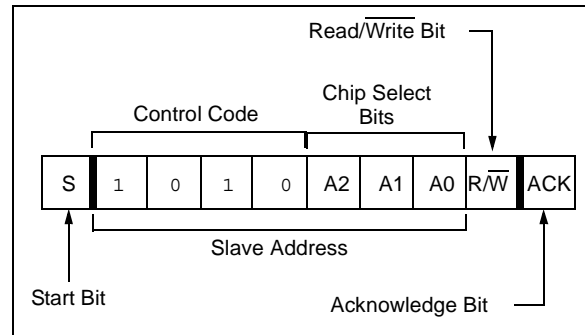 Read/Write Bit
Chip Select
Bits
Control Code
S 1 0 1 0 A2 A1 A0 R/W ACK
Slave Address
Start Bit
Acknowledge Bit